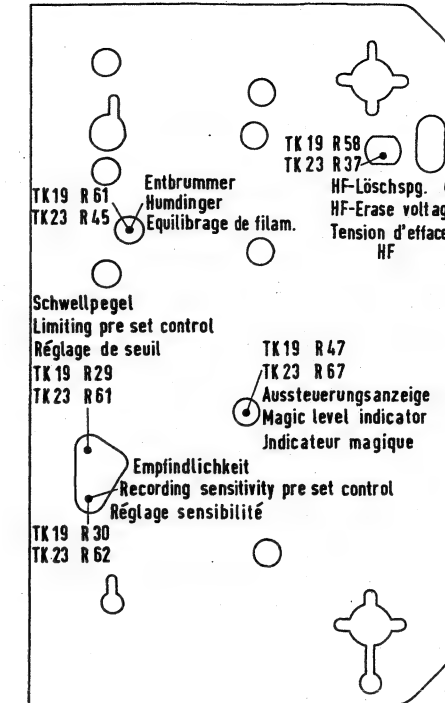 TK 19 R 58
TK 23 R 37
HF-Löschspg.
HF-Erase voltag
Tension d'efface
HF
Entbrummer
Humdinger
Equilibrage de filam.
TK19 R 61
TK23 R 45
Schwellpegel
Limiting pre set control
Réglage de seuil
TK 19 R29
TK 23 R61
TK19 R 47
TK 23 R 67
Aussteuerungsanzeige
Magic level indicator
Jndicateur magique
Empfindlichkeit
Recording sensitivity pre set control
Réglage sensibilité
TK 19 R 30
TK 23 R 62